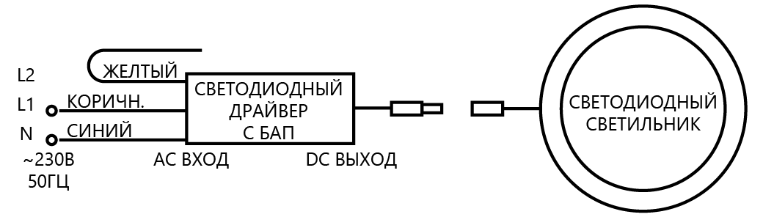 L2
ЖЕЛТЫЙ
L1
КОРИЧН.
N
СИНИЙ
~230В
50ГЦ
АС ВХОД
СВЕТОДИОДНЫЙ
ДРАЙВЕР
С БАП
DC ВЫХОД
СВЕТОДИОДНЫЙ
СВЕТИЛЬНИК